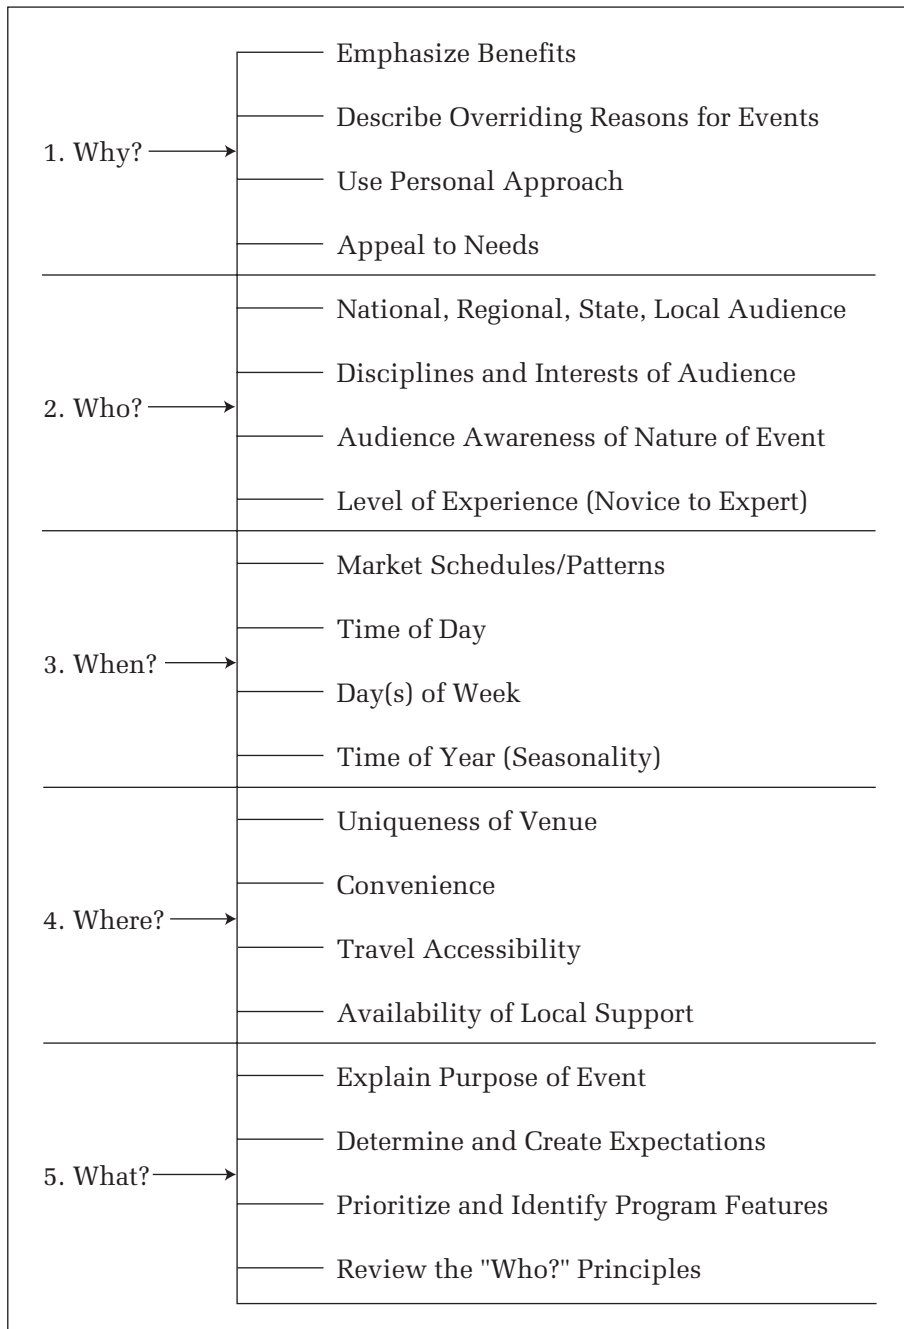 Emphasize Benefits
Describe Overriding Reasons for Events
1. Why?
Use Personal Approach
Appeal to Needs
National, Regional, State, Local Audience
Disciplines and Interests of Audience
2. Who?
Audience Awareness of Nature of Event
Level of Experience (Novice to Expert)
Market Schedules/Patterns
Time of Day
3. When?
Day(s) of Week
Time of Year (Seasonality)
Uniqueness of Venue
Convenience
4. Where?
Travel Accessibility
Availability of Local Support
Explain Purpose of Event
Determine and Create Expectations
5. What?
Prioritize and Identify Program Features
Review the "Who?" Principles